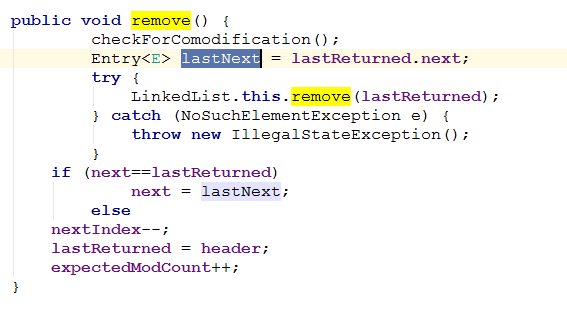 public void remove() {
checkForComodification();
Entry<E> lastNext = lastReturned.next;
try {
LinkedList.this.remove(lastReturned);
} catch (NoSuchElementException e) {
throw new IllegalStateException();
}
if (next==lastReturned)
next = lastNext;
else
nextIndex--;
lastReturned = header;
expectedModCount++;
}